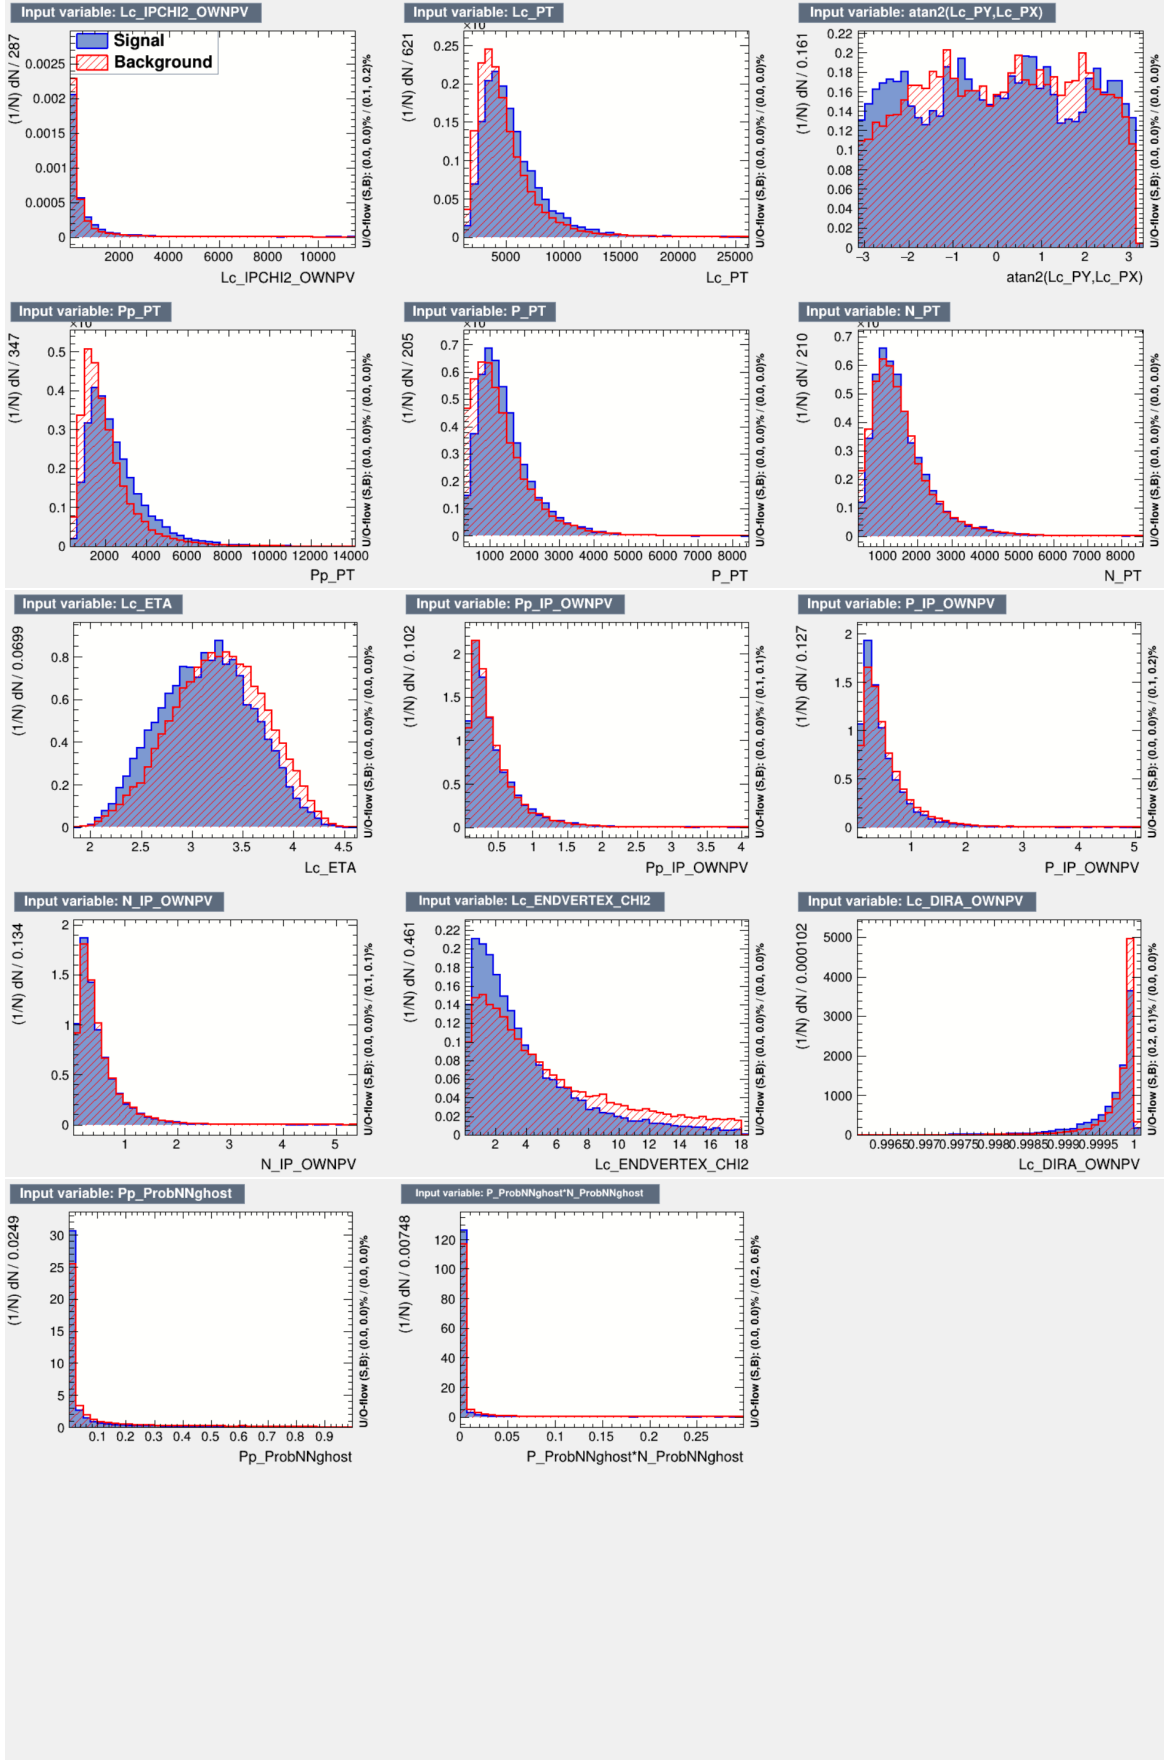 Input variable: Lc_IPCHI2_OWNPV
(1/N) dN / 287
Signal
Background
0.0025
0.002
0.0015
0.001
0.0005
0
2000 4000 6000 8000 10000
Lc_IPCHI2_OWNPV
U/O-flow (S,B): (0.0, 0.0)% / (0.1, 0.2)%
Input variable: Lc_PT
(1/N) dN / 621
0.25
0.2
0.15
0.1
0.05
0
5000 10000 15000 20000 25000
Lc_PT
U/O-flow (S,B): (0.0, 0.0)% / (0.0, 0.0)%
Input variable: atan2(Lc_PY,Lc_PX)
(1/N) dN / 0.161
0.22
0.2
0.18
0.16
0.14
0.12
0.1
0.08
0.06
0.04
0.02
0
−3 −2 −1 0 1 2 3
atan2(Lc_PY,Lc_PX)
U/O-flow (S,B): (0.0, 0.0)% / (0.0, 0.0)%
Input variable: Pp_PT
(1/N) dN / 347
0.5
0.4
0.3
0.2
0.1
0
2000 4000 6000 8000 10000 12000 14000
Pp_PT
U/O-flow (S,B): (0.0, 0.0)% / (0.0, 0.0)%
Input variable: P_PT
(1/N) dN / 205
0.7
0.6
0.5
0.4
0.3
0.2
0.1
0
1000 2000 3000 4000 5000 6000 7000 8000
P_PT
U/O-flow (S,B): (0.0, 0.0)% / (0.0, 0.0)%
Input variable: N_PT
(1/N) dN / 210
0.7
0.6
0.5
0.4
0.3
0.2
0.1
0
1000 2000 3000 4000 5000 6000 7000 8000
N_PT
U/O-flow (S,B): (0.0, 0.0)% / (0.0, 0.0)%
Input variable: Lc_ETA
(1/N) dN / 0.0699
0.8
0.6
0.4
0.2
0
2 2.5 3 3.5 4 4.5
Lc_ETA
U/O-flow (S,B): (0.0, 0.0)% / (0.0, 0.0)%
Input variable: Pp_IP_OWNPV
(1/N) dN / 0.102
2
1.5
1
0.5
0
0.5 1 1.5 2 2.5 3 3.5 4
Pp_IP_OWNPV
U/O-flow (S,B): (0.0, 0.0)% / (0.1, 0.1)%
Input variable: P_IP_OWNPV
(1/N) dN / 0.127
2
1.5
1
0.5
0
1 2 3 4 5
P_IP_OWNPV
U/O-flow (S,B): (0.0, 0.0)% / (0.1, 0.2)%
Input variable: N_IP_OWNPV
(1/N) dN / 0.134
2
1.5
1
0.5
0
1 2 3 4 5
N_IP_OWNPV
U/O-flow (S,B): (0.0, 0.0)% / (0.1, 0.1)%
Input variable: Lc_ENDVERTEX_CHI2
(1/N) dN / 0.461
0.22
0.2
0.18
0.16
0.14
0.12
0.1
0.08
0.06
0.04
0.02
0
2 4 6 8 10 12 14 16 18
Lc_ENDVERTEX_CHI2
U/O-flow (S,B): (0.0, 0.0)% / (0.0, 0.0)%
Input variable: Lc_DIRA_OWNPV
(1/N) dN / 0.000102
5000
4000
3000
2000
1000
0
0.9965 0.997 0.9975 0.998 0.9985 0.999 0.9995 1
Lc_DIRA_OWNPV
U/O-flow (S,B): (0.2, 0.1)% / (0.0, 0.0)%
Input variable: Pp_ProbNNghost
(1/N) dN / 0.0249
30
25
20
15
10
5
0
0.1 0.2 0.3 0.4 0.5 0.6 0.7 0.8 0.9
Pp_ProbNNghost
U/O-flow (S,B): (0.0, 0.0)% / (0.0, 0.0)%
Input variable: P_ProbNNghost*N_ProbNNghost
(1/N) dN / 0.00748
120
100
80
60
40
20
0
0 0.05 0.1 0.15 0.2 0.25
P_ProbNNghost*N_ProbNNghost
U/O-flow (S,B): (0.0, 0.0)% / (0.2, 0.6)%